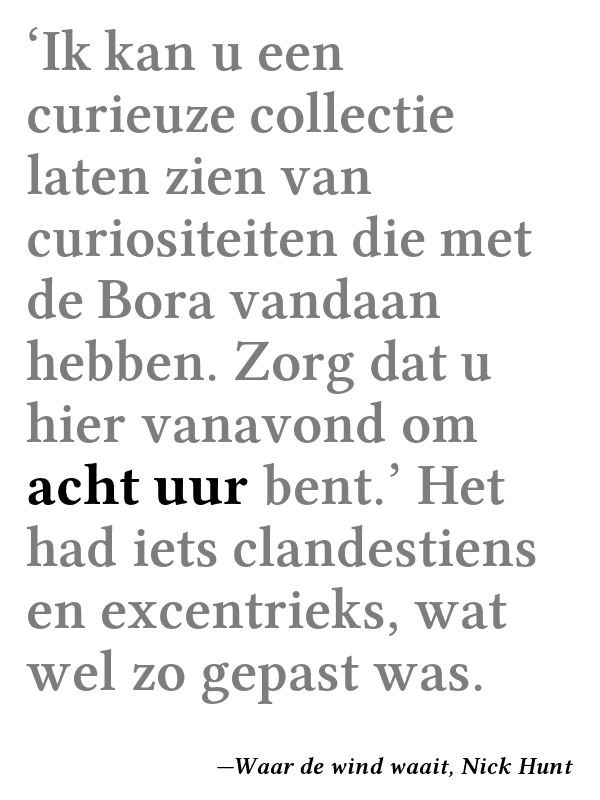 ‘Ik kan u een
curieuze collectie
laten zien van
curiositeiten die met
de Bora vandaan
hebben. Zorg dat u
hier vanavond om
acht uur bent.’ Het
had iets clandestiens
en excentrieks, wat
wel zo gepast was.
—Waar de wind waait, Nick Hunt